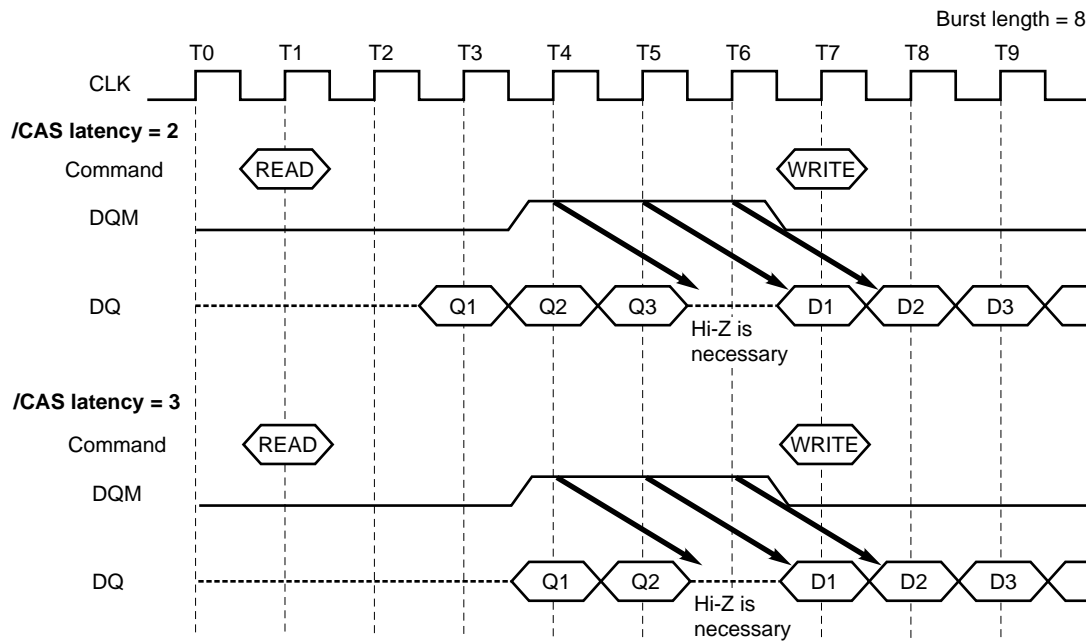 Burst length = 8
T0 T1 T2 T3 T4 T5 T6 T7 T8 T9
CLK
/CAS latency = 2
Command READ WRITE
DQM
DQ Q1 Q2 Q3 D1 D2 D3
Hi-Z is
necessary
/CAS latency = 3
Command READ WRITE
DQM
DQ Q1 Q2 D1 D2 D3
Hi-Z is
necessary